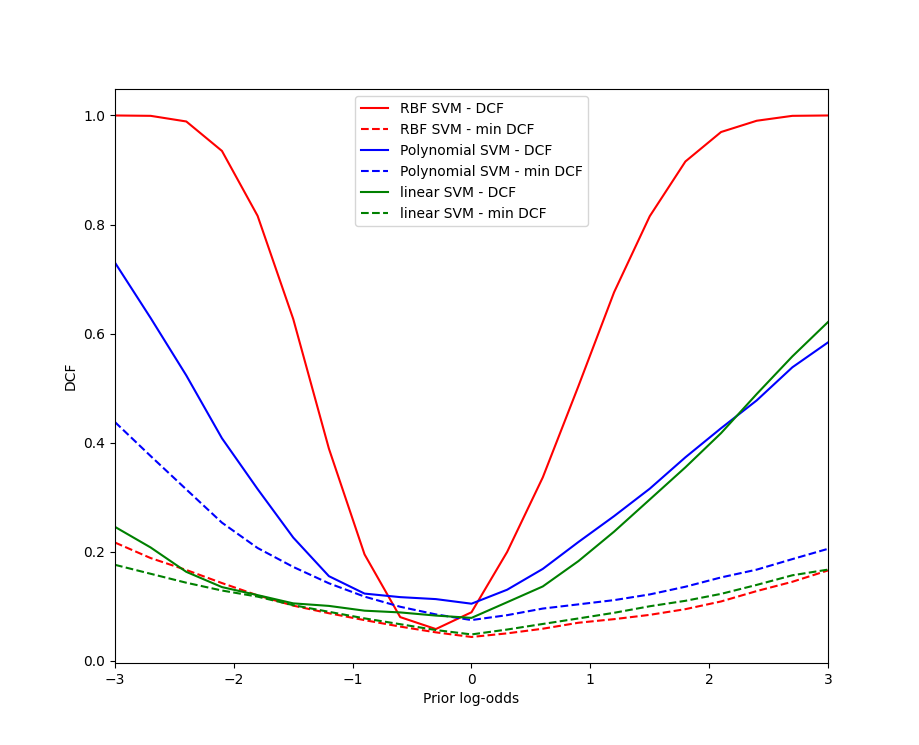 RBF SVM - DCF
RBF SVM - min DCF
Polynomial SVM - DCF
Polynomial SVM - min DCF
linear SVM - DCF
linear SVM - min DCF
1.0
0.8
0.6
0.4
0.2
0.0
DCF
−3 −2 −1 0 1 2 3
Prior log-odds